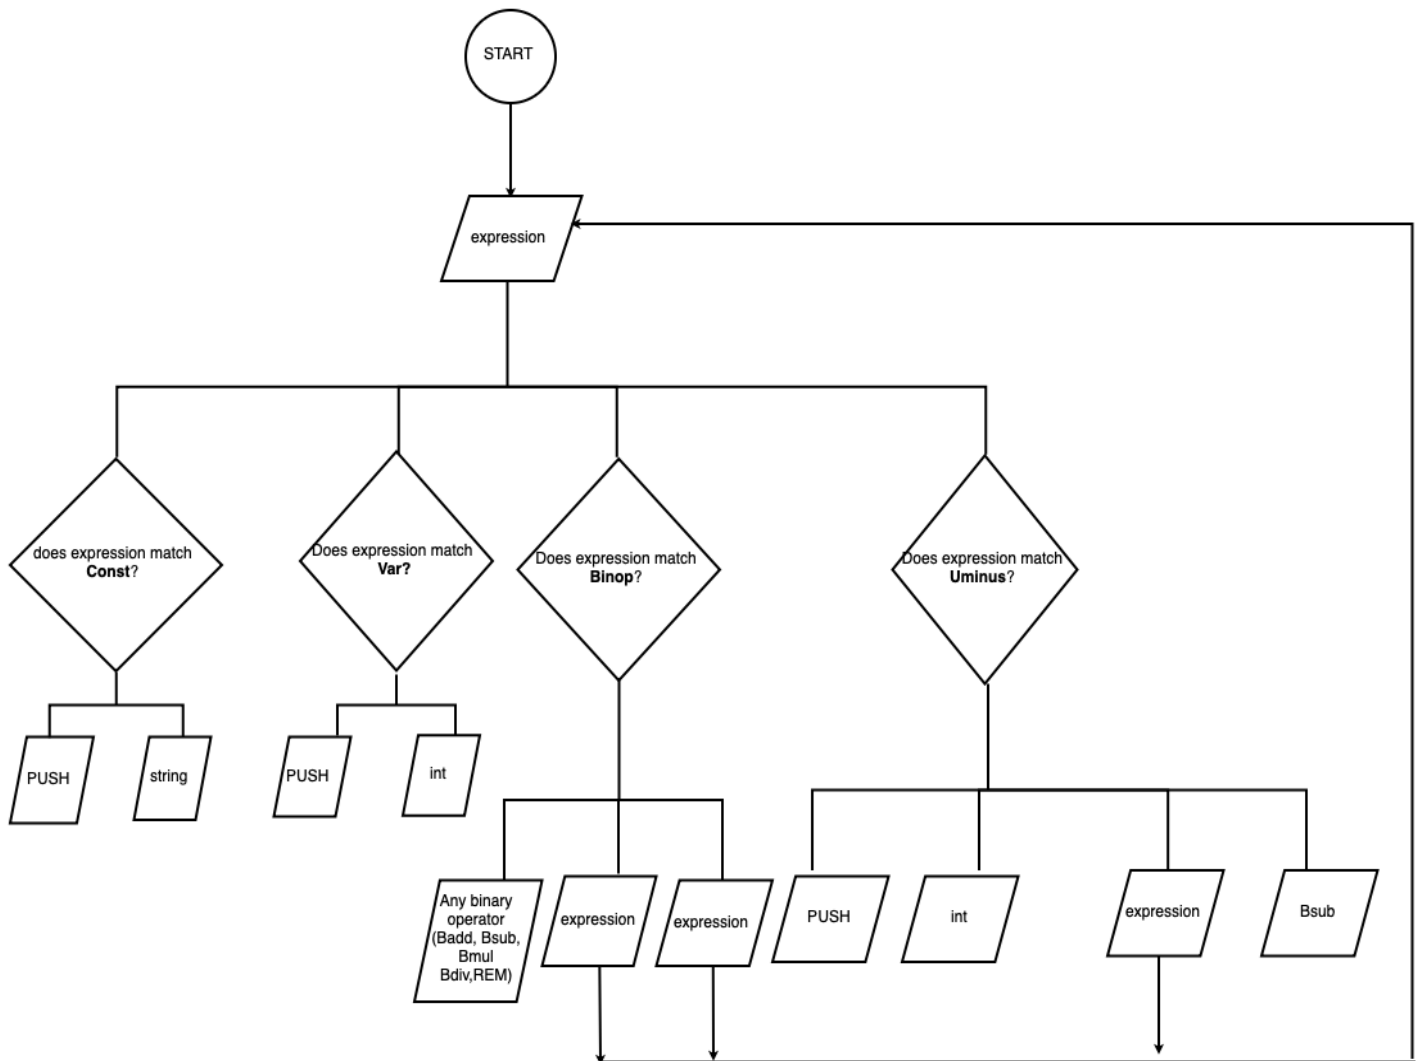 START
expression
does expression match
Const?
Does expression match
Var?
Does expression match
Binop?
Does expression match
Uminus?
PUSH
string
PUSH
int
Any binary
operator
(Badd, Bsub,
Bmul
Bdiv,REM)
expression
expression
PUSH
int
expression
Bsub